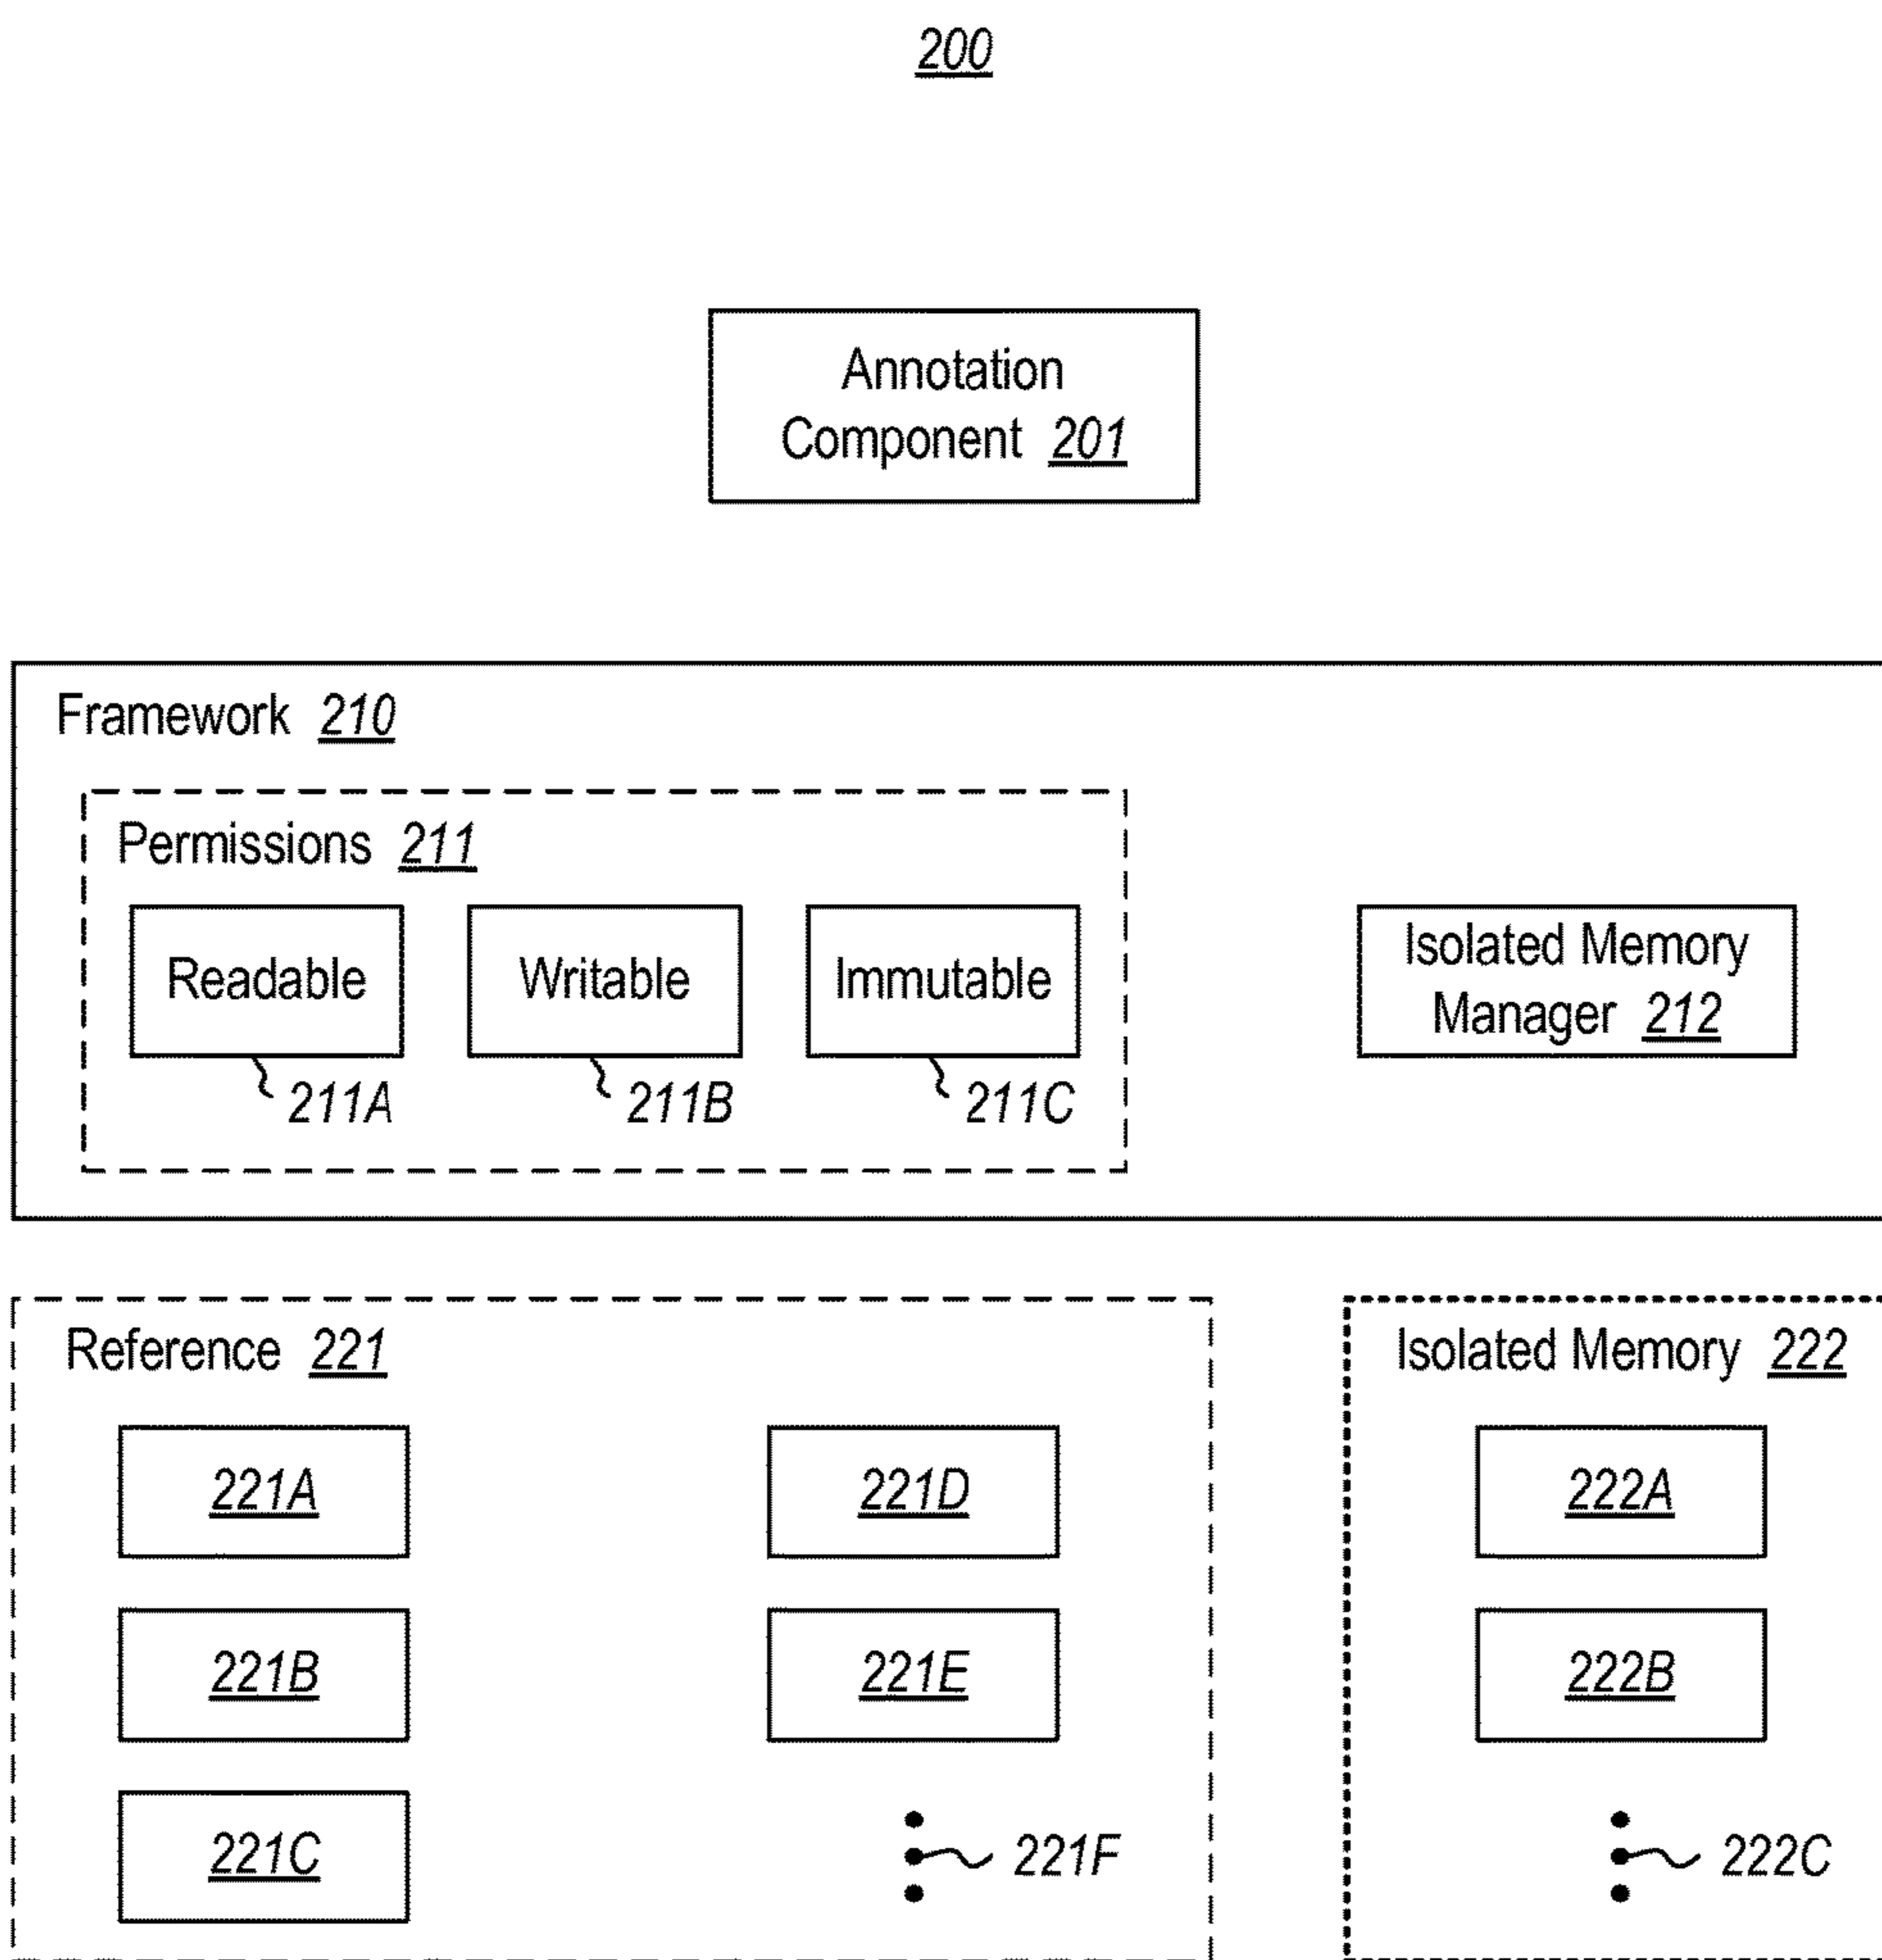 200
Annotation
Component 201
Framework 210
Permissions 211
Readable
Writable
Immutable
211A
211B
211C
Isolated Memory
Manager 212
Reference 221
221A
221D
221B
221E
221C
221F
Isolated Memory 222
222A
222B
222C